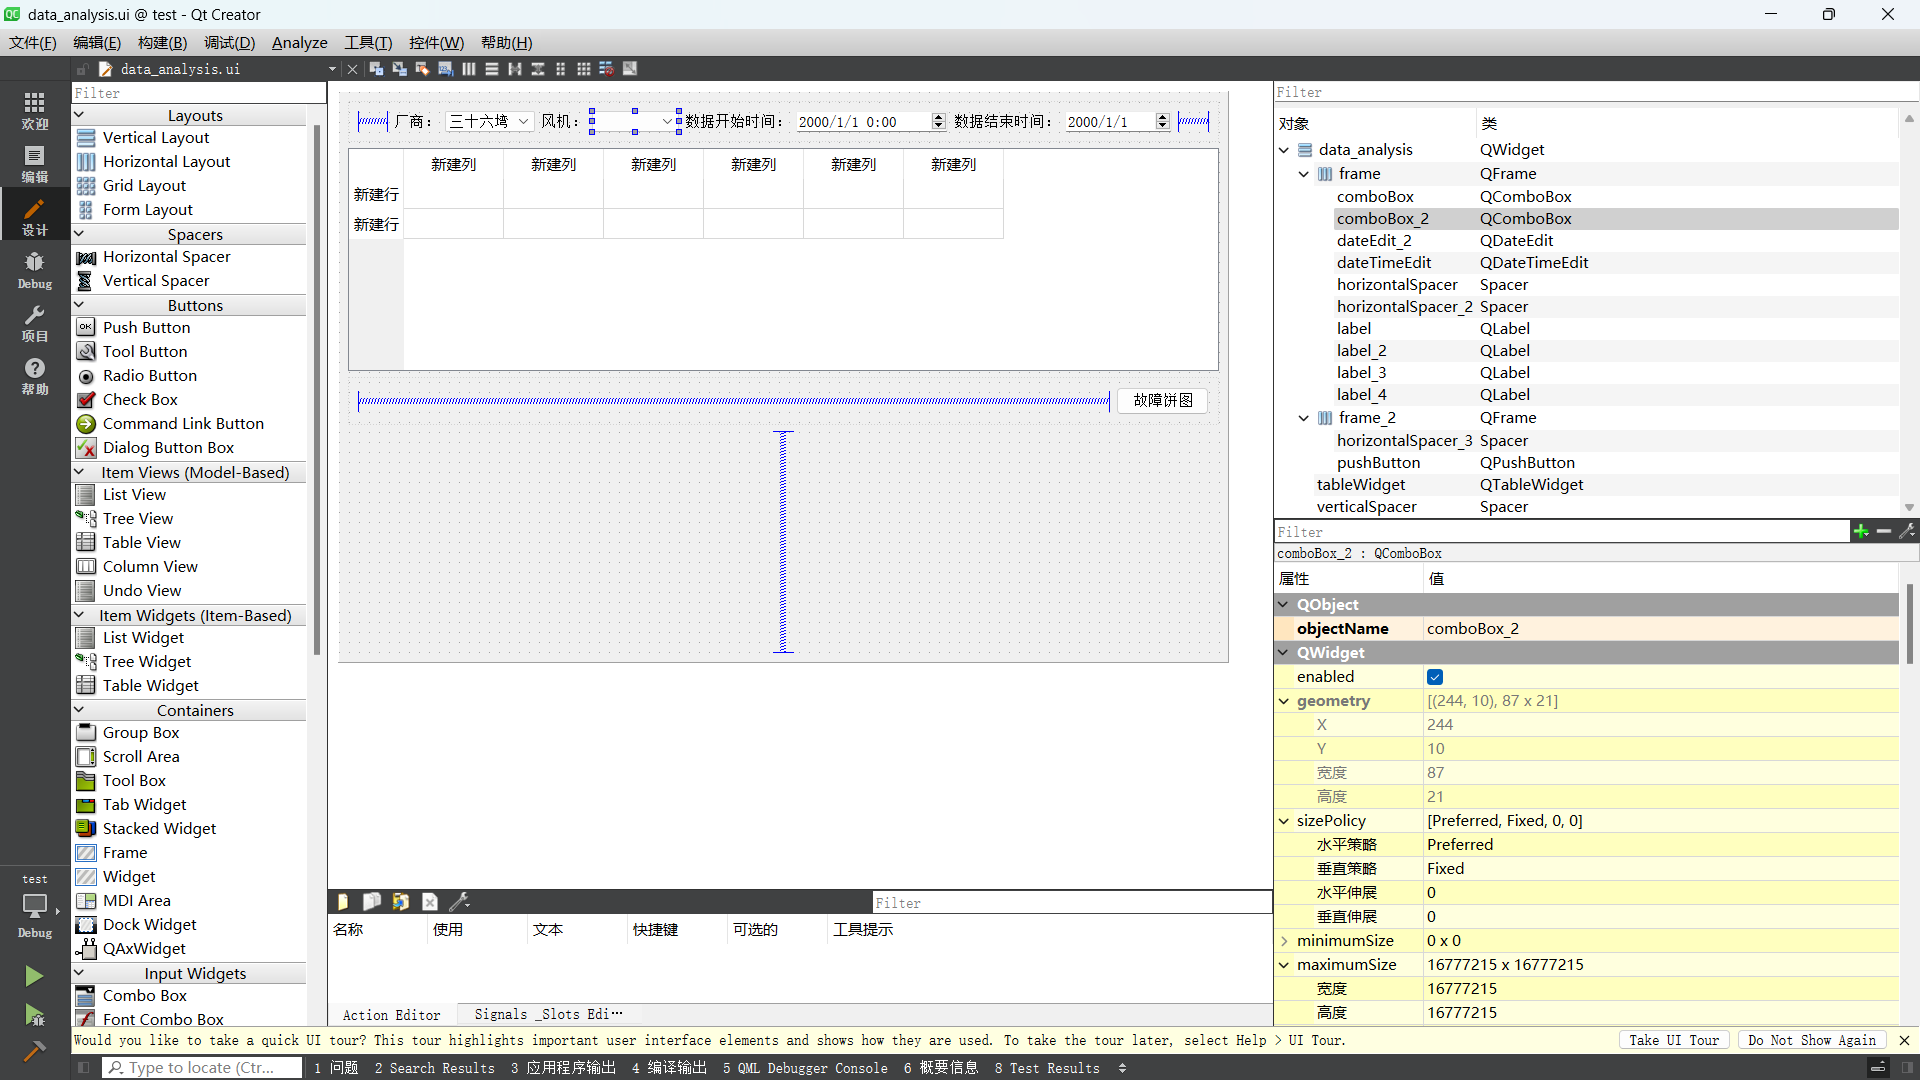 data_analysis.ui @ test - Qt Creator
文件(F) 编辑(E) 构建(B) 调试(D) Analyze 工具(T) 控件(W) 帮助(H)
data_analysis.ui
欢迎
编辑
设计
Debug
项目
帮助
test
Debug
Filter
Layouts
Vertical Layout
Horizontal Layout
Grid Layout
Form Layout
Spacers
Horizontal Spacer
Vertical Spacer
Buttons
OK Push Button
Tool Button
Radio Button
Check Box
Command Link Button
Dialog Button Box
Item Views (Model-Based)
List View
Tree View
Table View
Column View
Undo View
Item Widgets (Item-Based)
List Widget
Tree Widget
Table Widget
Containers
Group Box
Scroll Area
Tool Box
Tab Widget
Stacked Widget
Frame
Widget
MDI Area
Dock Widget
QAxWidget
Input Widgets
Combo Box
Font Combo Box
厂商： 三十六塆 风机： 数据开始时间： 2000/1/1 0:00 数据结束时间： 2000/1/1
新建列 新建列 新建列 新建列 新建列 新建列
新建行
新建行
故障饼图
Filter
名称 使用 文本 快捷键 可选的 工具提示
Action Editor Signals _Slots Edi…
Filter
对象 类
data_analysis QWidget
frame QFrame
comboBox QComboBox
comboBox_2 QComboBox
dateEdit_2 QDateEdit
dateTimeEdit QDateTimeEdit
horizontalSpacer Spacer
horizontalSpacer_2 Spacer
label QLabel
label_2 QLabel
label_3 QLabel
label_4 QLabel
frame_2 QFrame
horizontalSpacer_3 Spacer
pushButton QPushButton
tableWidget QTableWidget
verticalSpacer Spacer
Filter
comboBox_2 : QComboBox
属性 值
QObject
objectName comboBox_2
QWidget
enabled
geometry [(244, 10), 87 x 21]
X 244
Y 10
宽度 87
高度 21
sizePolicy [Preferred, Fixed, 0, 0]
水平策略 Preferred
垂直策略 Fixed
水平伸展 0
垂直伸展 0
minimumSize 0 x 0
maximumSize 16777215 x 16777215
宽度 16777215
高度 16777215
Would you like to take a quick UI tour? This tour highlights important user interface elements and shows how they are used. To take the tour later, select Help > UI Tour. Take UI Tour Do Not Show Again
Type to locate (Ctr... 1 问题 2 Search Results 3 应用程序输出 4 编译输出 5 QML Debugger Console 6 概要信息 8 Test Results